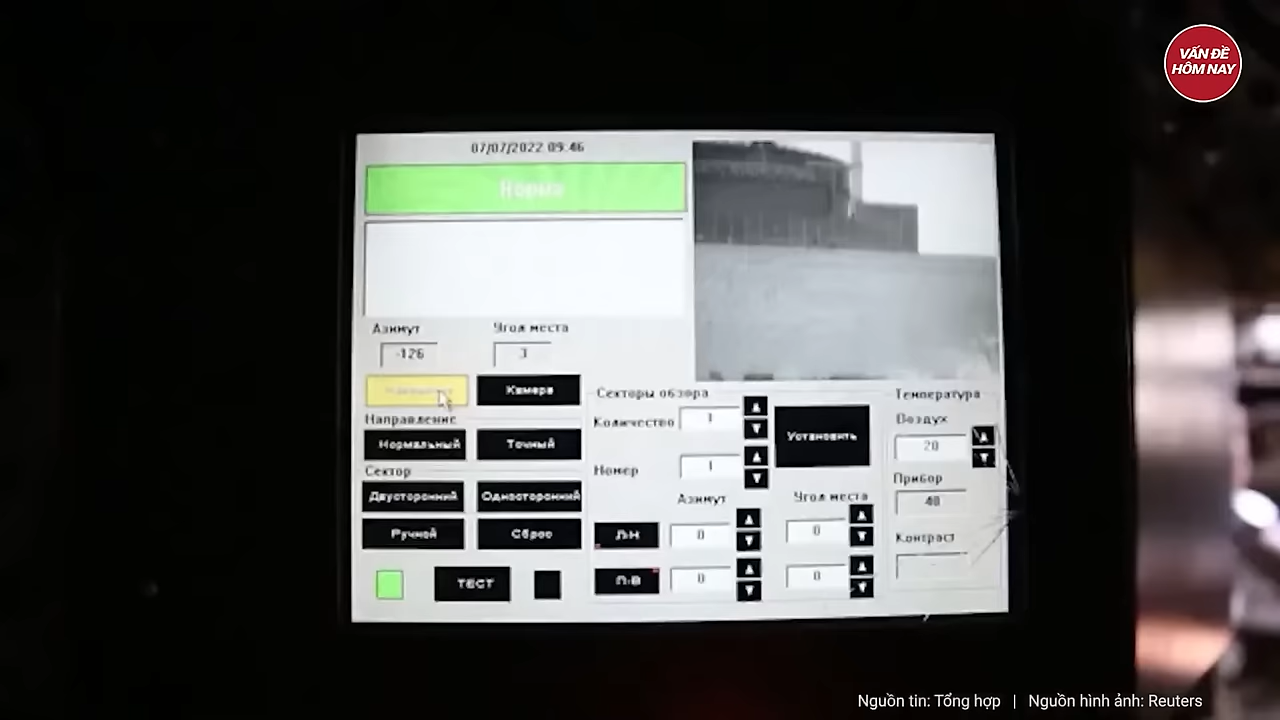 VẤN ĐỀ
HÔM NAY
07/07/2022 09:46
Норма
Азимут
Угол места
-126
3
Камера
Направление
Нормальный
Точный
Сектор
Двусторонний
Односторонний
Ручной
Сброс
ТЕСТ
Секторы обзора
Количество
1
Установить
Номер
1
Азимут
Угол места
Л-Н
0
0
П-В
0
0
Температура
Воздух
20
Прибор
40
Контраст
Nguồn tin: Tổng hợp | Nguồn hình ảnh: Reuters